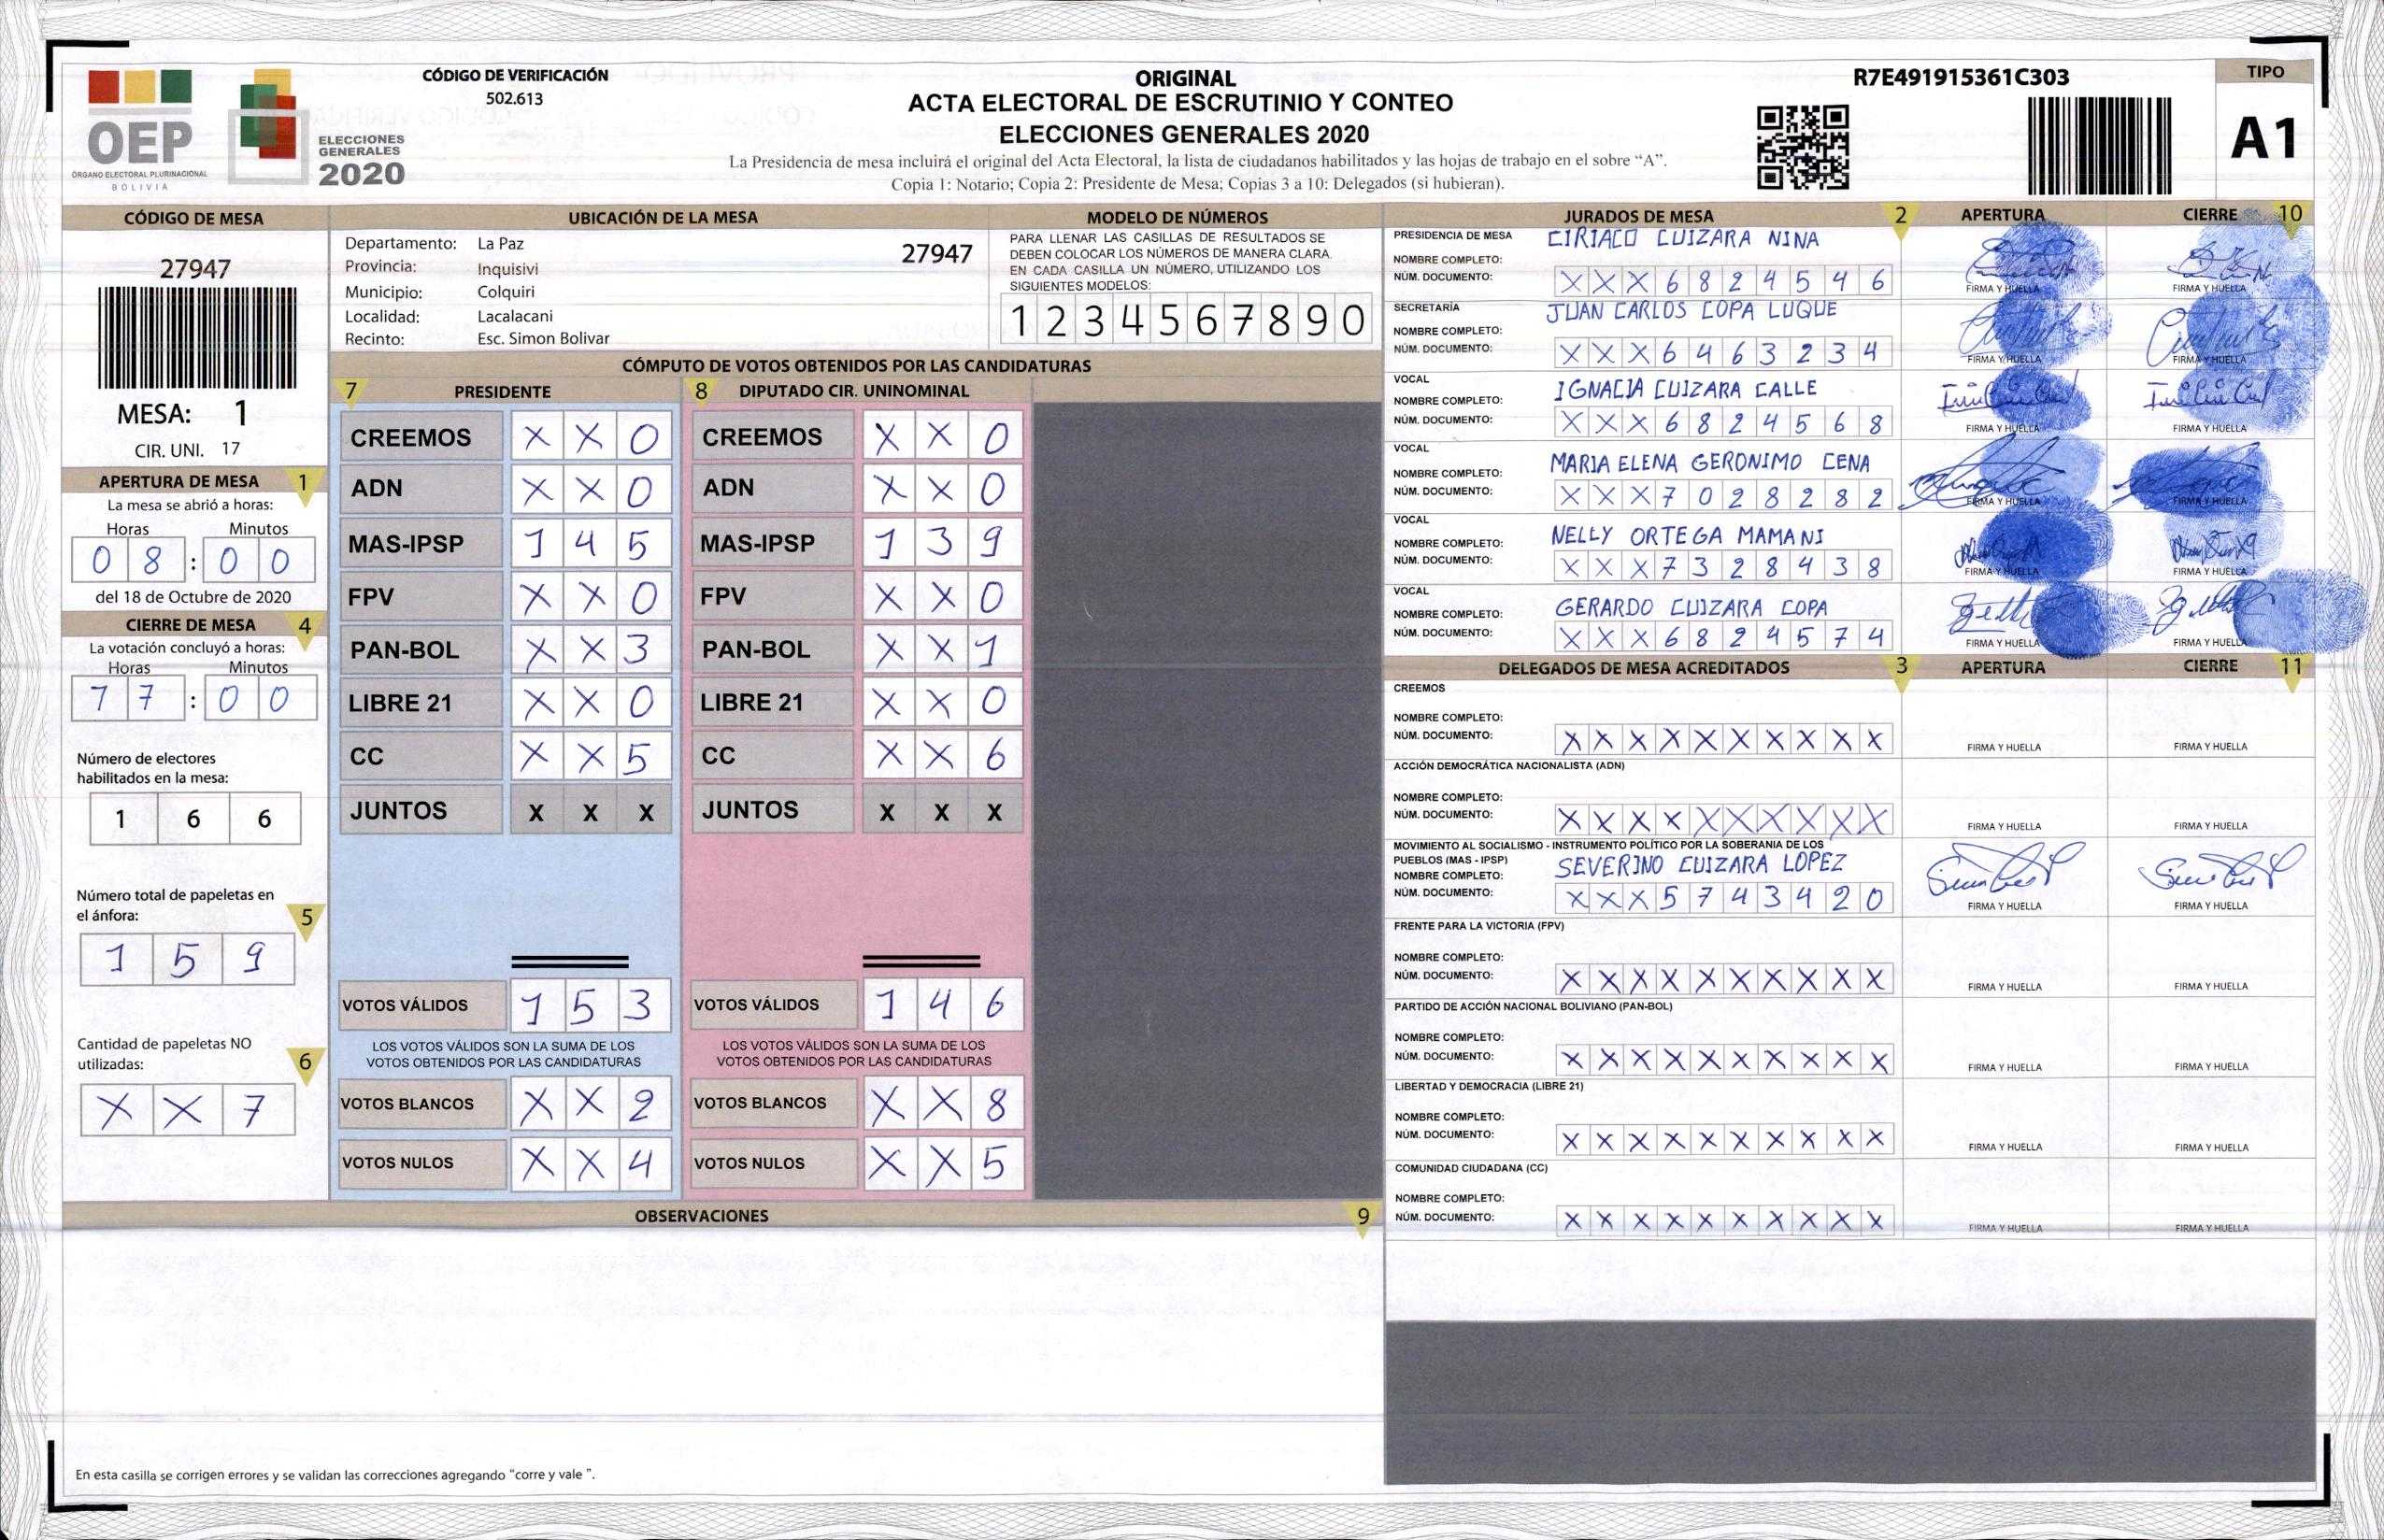 OEP
ÓRGANO ELECTORAL PLURINACIONAL
BOLIVIA
ELECCIONES
GENERALES
2020
CÓDIGO DE VERIFICACIÓN
502.613
ORIGINAL
ACTA ELECTORAL DE ESCRUTINIO Y CONTEO
ELECCIONES GENERALES 2020
La Presidencia de mesa incluirá el original del Acta Electoral, la lista de ciudadanos habilitados y las hojas de trabajo en el sobre “A”.
Copia 1: Notario; Copia 2: Presidente de Mesa; Copias 3 a 10: Delegados (si hubieran).
R7E491915361C303
TIPO
A1
CÓDIGO DE MESA
27947
MESA: 1
CIR. UNI. 17
APERTURA DE MESA 1
La mesa se abrió a horas:
Horas Minutos
0 8 : 0 0
del 18 de Octubre de 2020
CIERRE DE MESA 4
La votación concluyó a horas:
Horas Minutos
1 7 : 0 0
Número de electores
habilitados en la mesa:
1 6 6
Número total de papeletas en
el ánfora: 5
1 5 9
Cantidad de papeletas NO
utilizadas: 6
X X 7
UBICACIÓN DE LA MESA
Departamento: La Paz 27947
Provincia: Inquisivi
Municipio: Colquiri
Localidad: Lacalacani
Recinto: Esc. Simon Bolivar
MODELO DE NÚMEROS
PARA LLENAR LAS CASILLAS DE RESULTADOS SE
DEBEN COLOCAR LOS NÚMEROS DE MANERA CLARA.
EN CADA CASILLA UN NÚMERO, UTILIZANDO LOS
SIGUIENTES MODELOS:
1 2 3 4 5 6 7 8 9 0
CÓMPUTO DE VOTOS OBTENIDOS POR LAS CANDIDATURAS
7 PRESIDENTE
CREEMOS X X 0
ADN X X 0
MAS-IPSP 1 4 5
FPV X X 0
PAN-BOL X X 3
LIBRE 21 X X 0
CC X X 5
JUNTOS X X X
VOTOS VÁLIDOS 1 5 3
LOS VOTOS VÁLIDOS SON LA SUMA DE LOS
VOTOS OBTENIDOS POR LAS CANDIDATURAS
VOTOS BLANCOS X X 2
VOTOS NULOS X X 4
8 DIPUTADO CIR. UNINOMINAL
CREEMOS X X 0
ADN X X 0
MAS-IPSP 1 3 9
FPV X X 0
PAN-BOL X X 1
LIBRE 21 X X 0
CC X X 6
JUNTOS X X X
VOTOS VÁLIDOS 1 4 6
LOS VOTOS VÁLIDOS SON LA SUMA DE LOS
VOTOS OBTENIDOS POR LAS CANDIDATURAS
VOTOS BLANCOS X X 8
VOTOS NULOS X X 5
OBSERVACIONES 9
En esta casilla se corrigen errores y se validan las correcciones agregando “corre y vale ”.
JURADOS DE MESA 2 APERTURA CIERRE 10
PRESIDENCIA DE MESA CIRIACO CUIZARA NINA
NOMBRE COMPLETO:
NÚM. DOCUMENTO: X X X 6 8 2 4 5 4 6
FIRMA Y HUELLA FIRMA Y HUELLA
SECRETARÍA JUAN CARLOS COPA LUQUE
NOMBRE COMPLETO:
NÚM. DOCUMENTO: X X X 6 4 6 3 2 3 4
FIRMA Y HUELLA FIRMA Y HUELLA
VOCAL
NOMBRE COMPLETO: IGNACIA CUIZARA CALLE
NÚM. DOCUMENTO: X X X 6 8 2 4 5 6 8
FIRMA Y HUELLA FIRMA Y HUELLA
VOCAL
NOMBRE COMPLETO: MARIA ELENA GERONIMO CENA
NÚM. DOCUMENTO: X X X 7 0 2 8 2 8 2
FIRMA Y HUELLA FIRMA Y HUELLA
VOCAL
NOMBRE COMPLETO: NELLY ORTEGA MAMANI
NÚM. DOCUMENTO: X X X 7 3 2 8 4 3 8
FIRMA Y HUELLA FIRMA Y HUELLA
VOCAL
NOMBRE COMPLETO: GERARDO CUIZARA COPA
NÚM. DOCUMENTO: X X X 6 8 2 4 5 7 4
FIRMA Y HUELLA FIRMA Y HUELLA
DELEGADOS DE MESA ACREDITADOS 3 APERTURA CIERRE 11
CREEMOS
NOMBRE COMPLETO:
NÚM. DOCUMENTO: X X X X X X X X X X
FIRMA Y HUELLA FIRMA Y HUELLA
ACCIÓN DEMOCRÁTICA NACIONALISTA (ADN)
NOMBRE COMPLETO:
NÚM. DOCUMENTO: X X X X X X X X X X
FIRMA Y HUELLA FIRMA Y HUELLA
MOVIMIENTO AL SOCIALISMO - INSTRUMENTO POLÍTICO POR LA SOBERANIA DE LOS
PUEBLOS (MAS - IPSP) SEVERINO CUIZARA LOPEZ
NOMBRE COMPLETO:
NÚM. DOCUMENTO: X X X 5 7 4 3 4 2 0
FIRMA Y HUELLA FIRMA Y HUELLA
FRENTE PARA LA VICTORIA (FPV)
NOMBRE COMPLETO:
NÚM. DOCUMENTO: X X X X X X X X X X
FIRMA Y HUELLA FIRMA Y HUELLA
PARTIDO DE ACCIÓN NACIONAL BOLIVIANO (PAN-BOL)
NOMBRE COMPLETO:
NÚM. DOCUMENTO: X X X X X X X X X X
FIRMA Y HUELLA FIRMA Y HUELLA
LIBERTAD Y DEMOCRACIA (LIBRE 21)
NOMBRE COMPLETO:
NÚM. DOCUMENTO: X X X X X X X X X X
FIRMA Y HUELLA FIRMA Y HUELLA
COMUNIDAD CIUDADANA (CC)
NOMBRE COMPLETO:
NÚM. DOCUMENTO: X X X X X X X X X X
FIRMA Y HUELLA FIRMA Y HUELLA